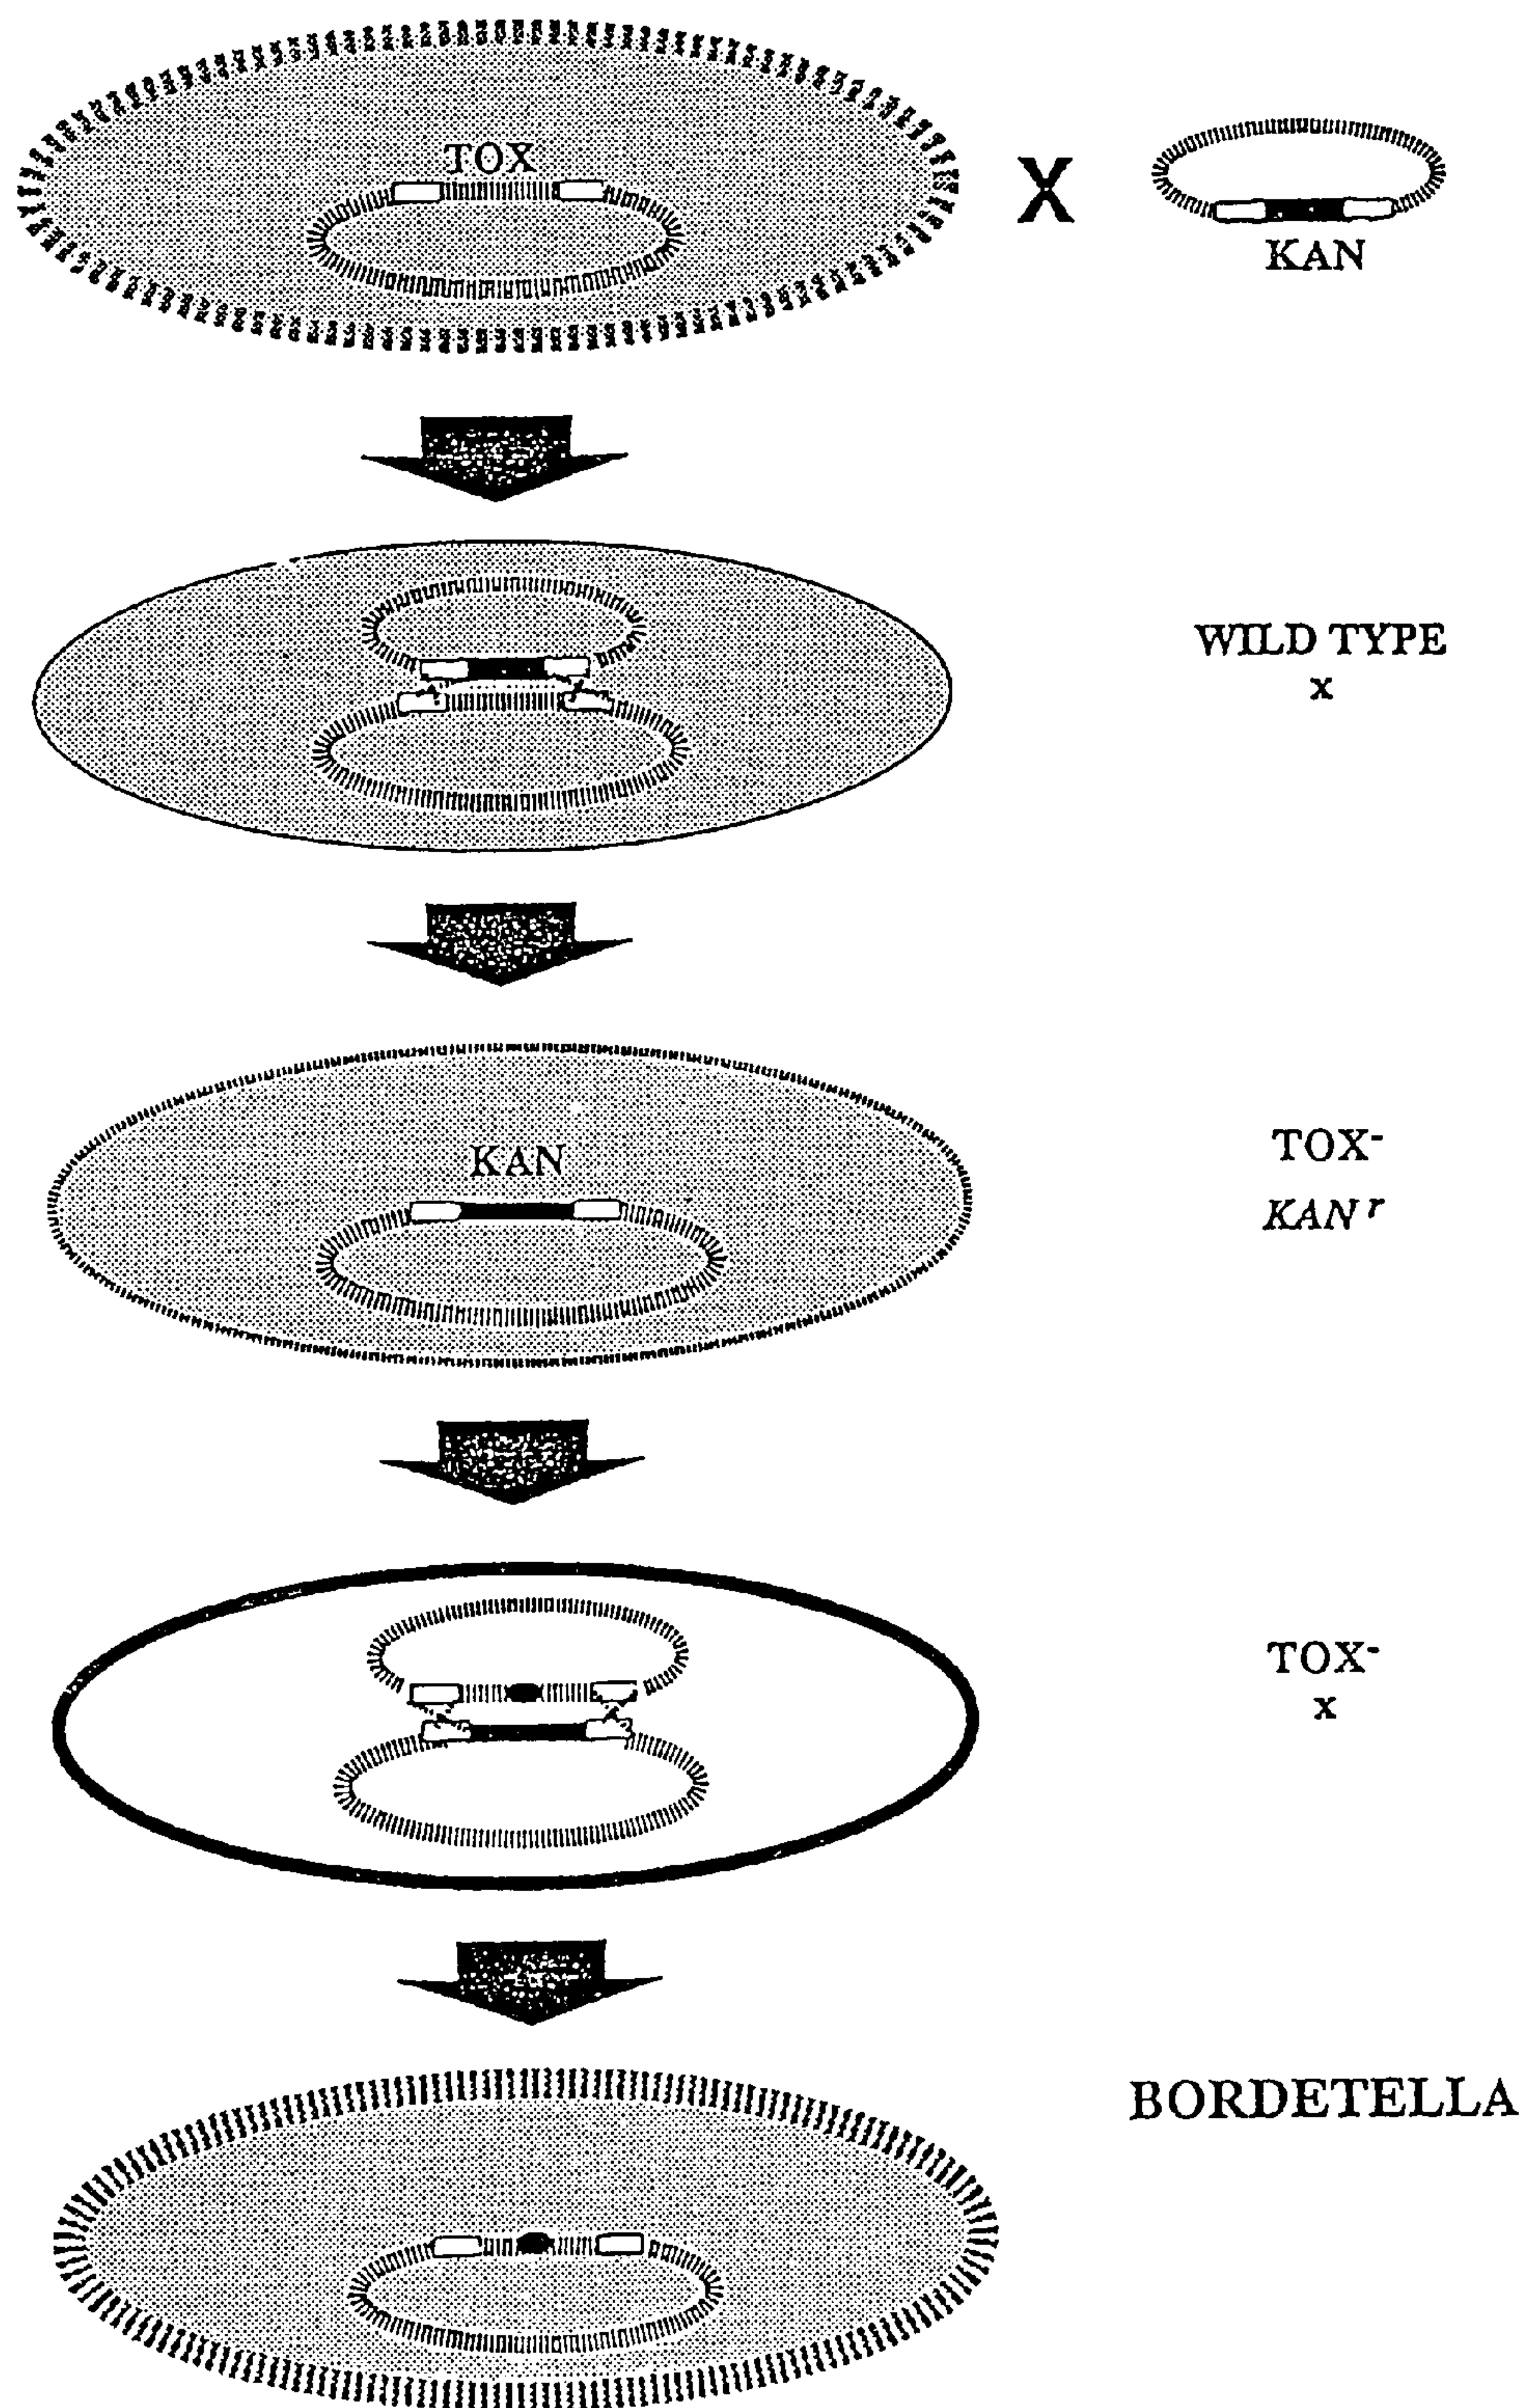 TOX
X
KAN
WILD TYPE
x
KAN
TOX-
KAN r
TOX-
x
BORDETELLA